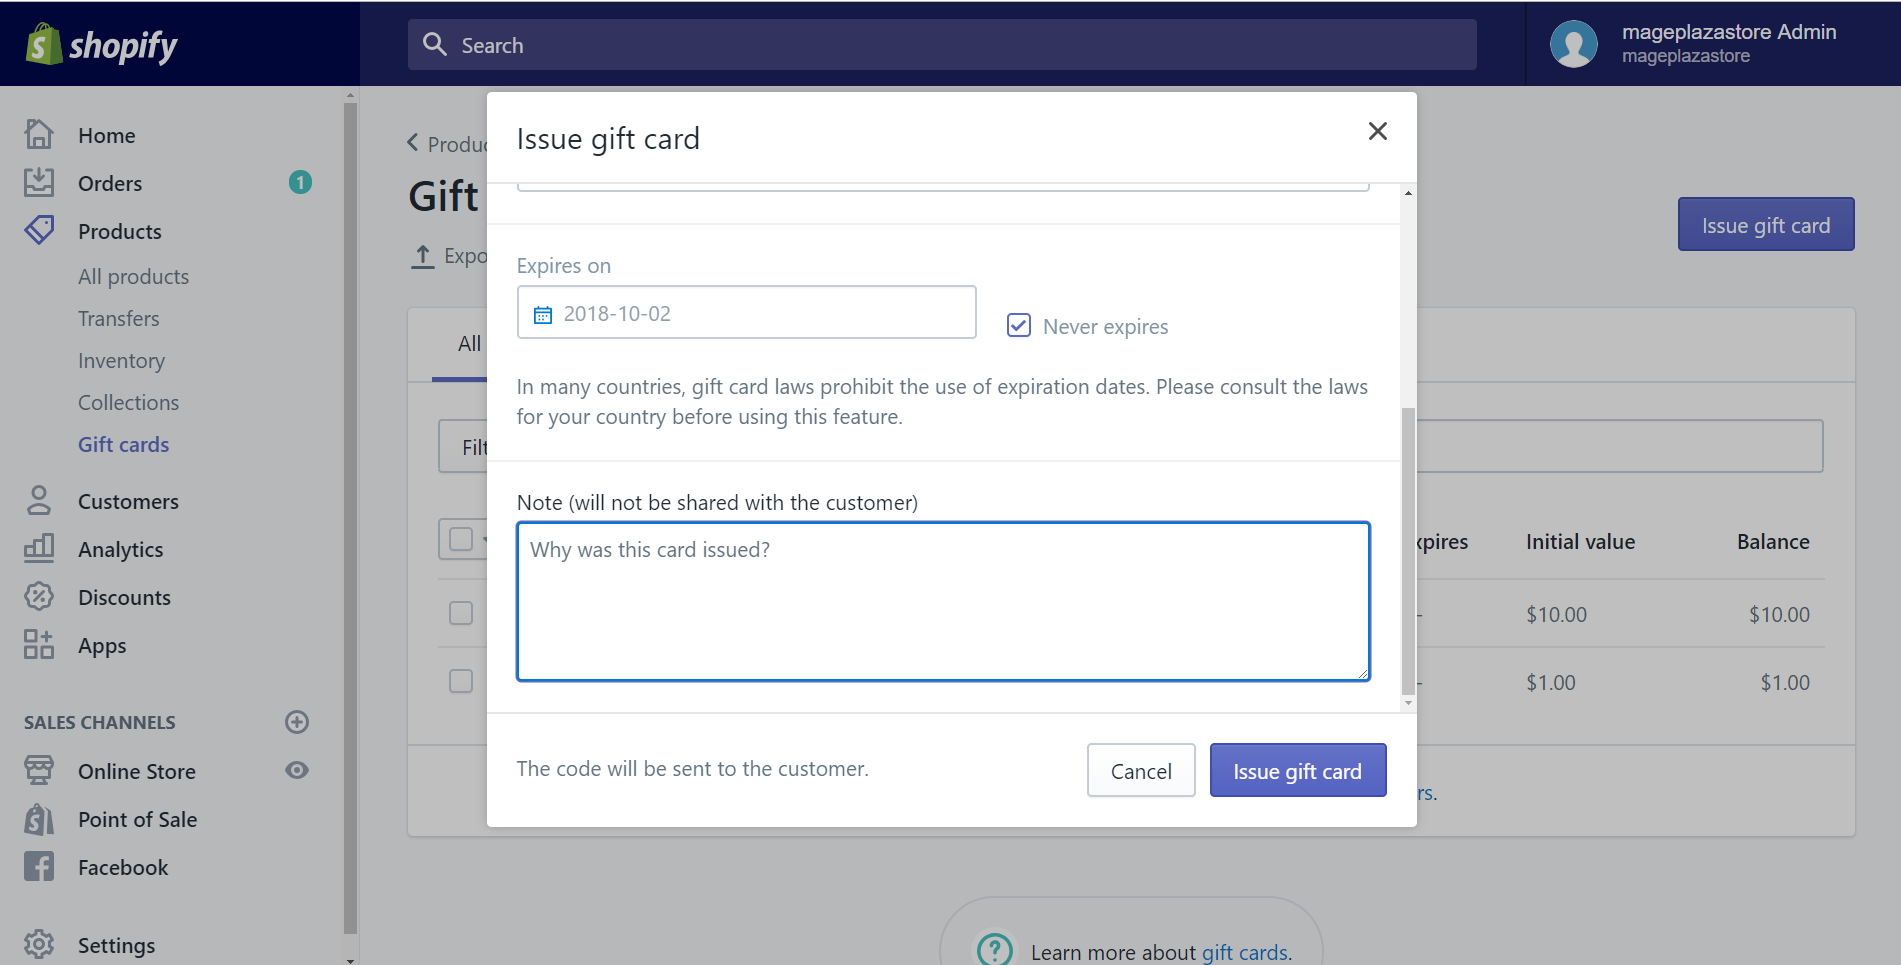 shopify
Search
mageplazastore Admin
mageplazastore
Home
Orders
1
Products
All products
Transfers
Inventory
Collections
Gift cards
Customers
Analytics
Discounts
Apps
SALES CHANNELS
Online Store
Point of Sale
Facebook
Settings
Gift
Issue gift card
All
Initial value
Balance
$10.00
$10.00
$1.00
$1.00
Issue gift card
Expires on
2018-10-02
Never expires
In many countries, gift card laws prohibit the use of expiration dates. Please consult the laws
for your country before using this feature.
Note (will not be shared with the customer)
Why was this card issued?
The code will be sent to the customer.
Cancel
Issue gift card
Learn more about gift cards.